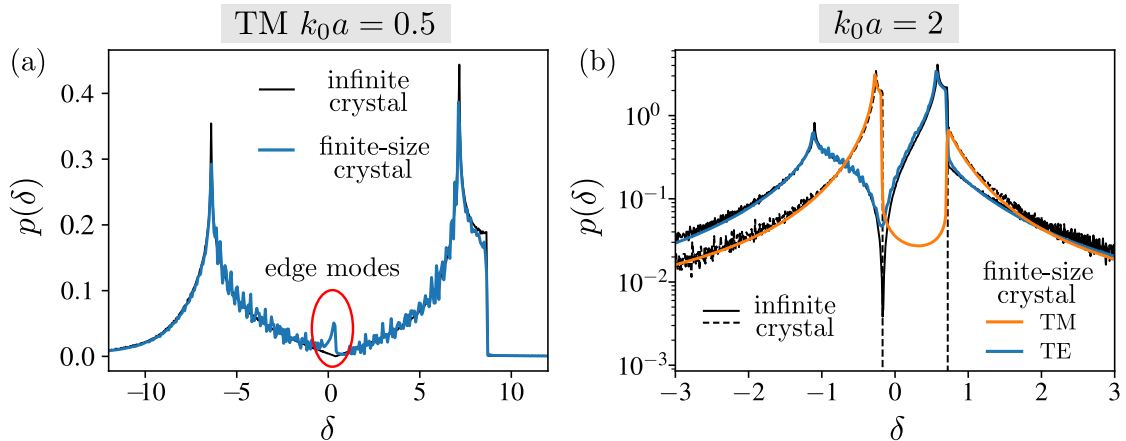 TM k₀a = 0.5
k₀a = 2
(a)
infinite
crystal
finite-size
crystal
edge modes
p(δ)
0.4
0.3
0.2
0.1
0.0
−10
−5
0
5
10
δ
(b)
p(δ)
10⁰
10⁻¹
10⁻²
10⁻³
infinite
crystal
finite-size
crystal
TM
TE
−3
−2
−1
0
1
2
3
δ